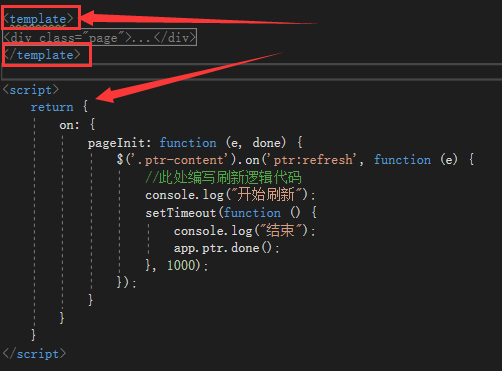 <template>
<div class="page">...</div>
</template>
<script>
return {
on: {
pageInit: function (e, done) {
$('.ptr-content').on('ptr:refresh', function (e) {
//此处编写刷新逻辑代码
console.log("开始刷新");
setTimeout(function () {
console.log("结束");
app.ptr.done();
}, 1000);
});
}
}
}
</script>